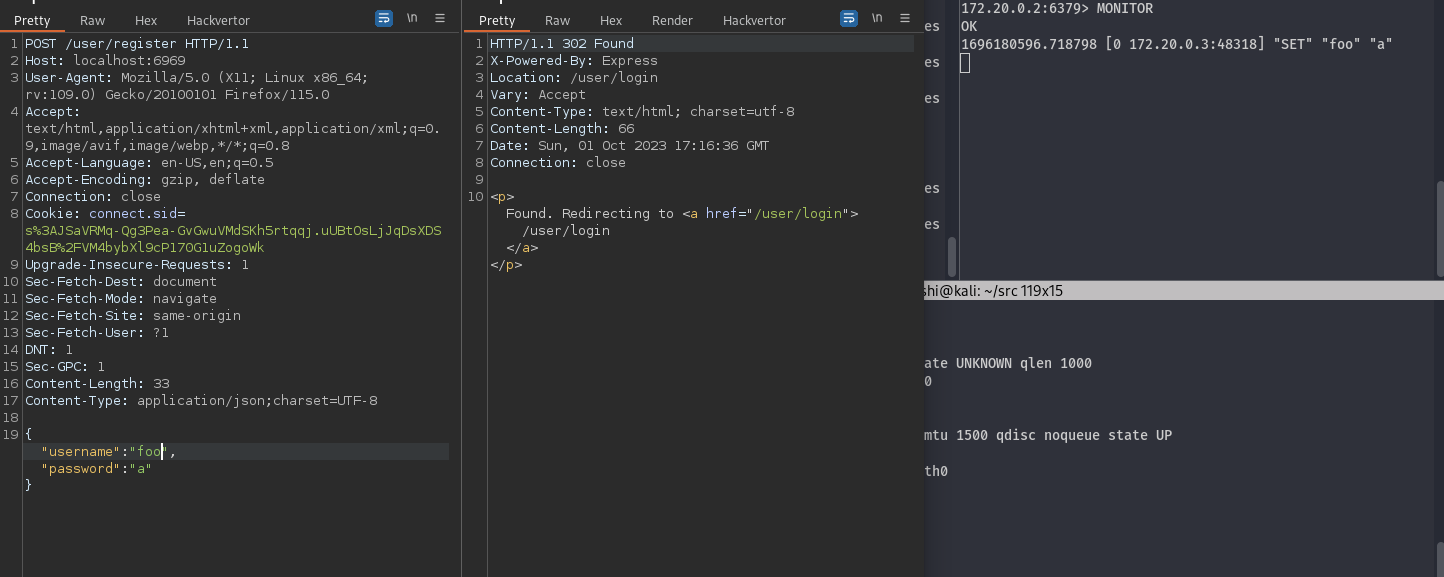 Pretty Raw Hex Hackvertor \n
1 POST /user/register HTTP/1.1
2 Host: localhost:6969
3 User-Agent: Mozilla/5.0 (X11; Linux x86_64;
rv:109.0) Gecko/20100101 Firefox/115.0
4 Accept:
text/html,application/xhtml+xml,application/xml;q=0.
9,image/avif,image/webp,*/*;q=0.8
5 Accept-Language: en-US,en;q=0.5
6 Accept-Encoding: gzip, deflate
7 Connection: close
8 Cookie: connect.sid=
s%3AJSaVRMq-Qg3Pea-GvGwuVMdSKh5rtqqj.uUBtOsLjJqDsXDS
4bsB%2FVM4bybXl9cP17OG1uZogoWk
9 Upgrade-Insecure-Requests: 1
10 Sec-Fetch-Dest: document
11 Sec-Fetch-Mode: navigate
12 Sec-Fetch-Site: same-origin
13 Sec-Fetch-User: ?1
14 DNT: 1
15 Sec-GPC: 1
16 Content-Length: 33
17 Content-Type: application/json;charset=UTF-8
18
19 {
"username":"foo",
"password":"a"
}
Pretty Raw Hex Render Hackvertor \n
1 HTTP/1.1 302 Found
2 X-Powered-By: Express
3 Location: /user/login
4 Vary: Accept
5 Content-Type: text/html; charset=utf-8
6 Content-Length: 66
7 Date: Sun, 01 Oct 2023 17:16:36 GMT
8 Connection: close
9
10 <p>
Found. Redirecting to <a href="/user/login">
/user/login
</a>
</p>
es
es
es
es
es
172.20.0.2:6379> MONITOR
OK
1696180596.718798 [0 172.20.0.3:48318] "SET" "foo" "a"
shi@kali: ~/src 119x15
ate UNKNOWN qlen 1000
0
mtu 1500 qdisc noqueue state UP
th0